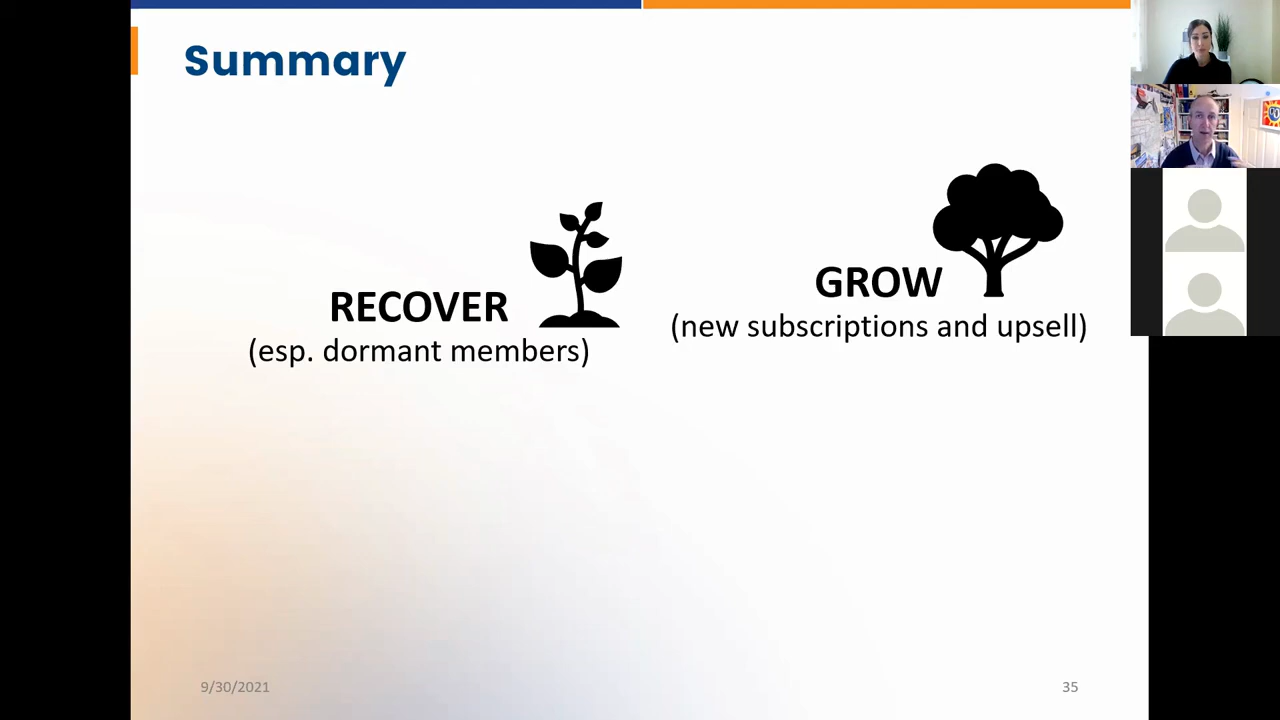 Summary
RECOVER
(esp. dormant members)
GROW
(new subscriptions and upsell)
9/30/2021
35